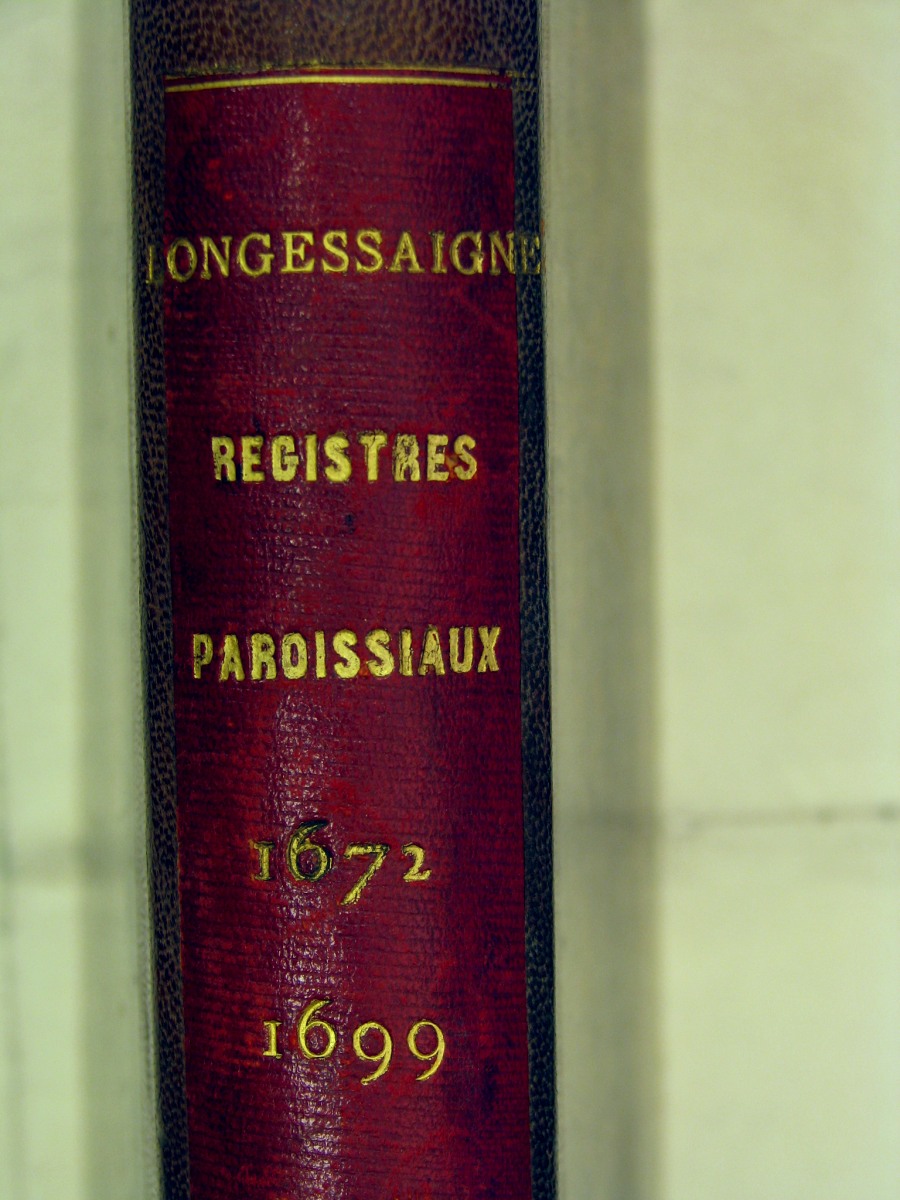 LONGESSAIGNE
REGISTRES
PAROISSIAUX
1672
1699